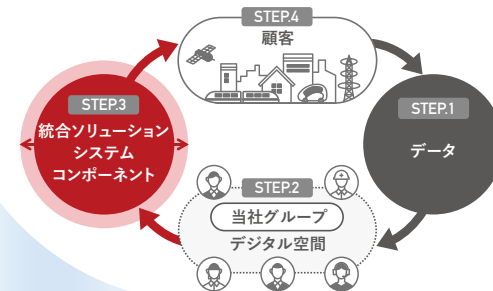 STEP.4
顧客
STEP.1
データ
STEP.2
当社グループ
デジタル空間
STEP.3
統合ソリューション
システム
コンポーネント